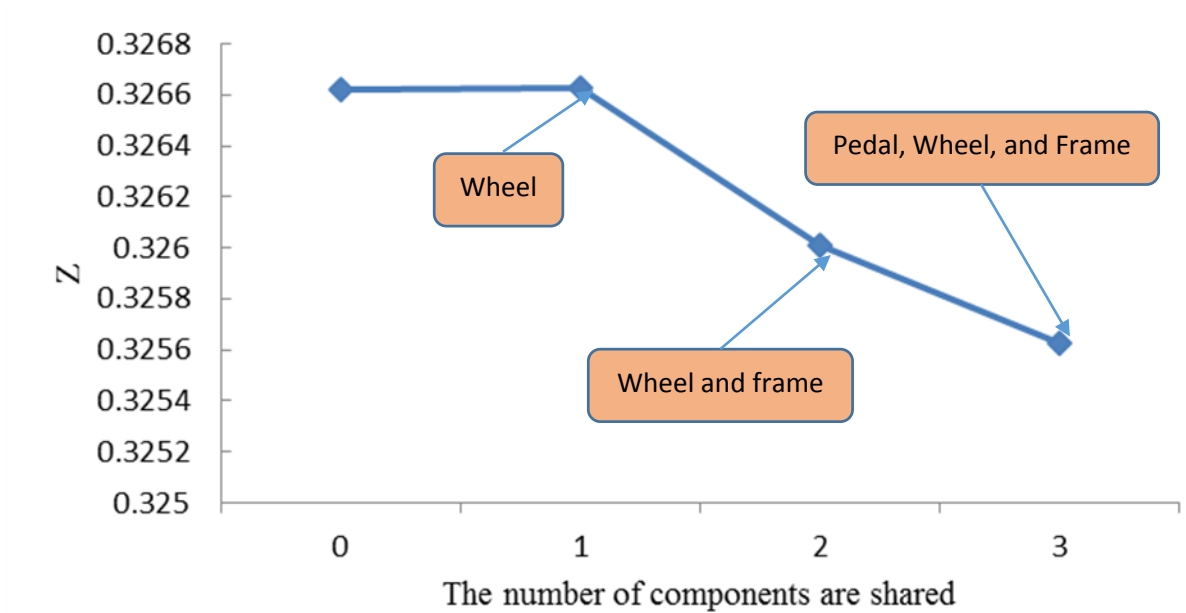 0.3268
0.3266
0.3264
0.3262
0.326
0.3258
0.3256
0.3254
0.3252
0.325
Z
Wheel
Pedal, Wheel, and Frame
Wheel and frame
0 1 2 3
The number of components are shared